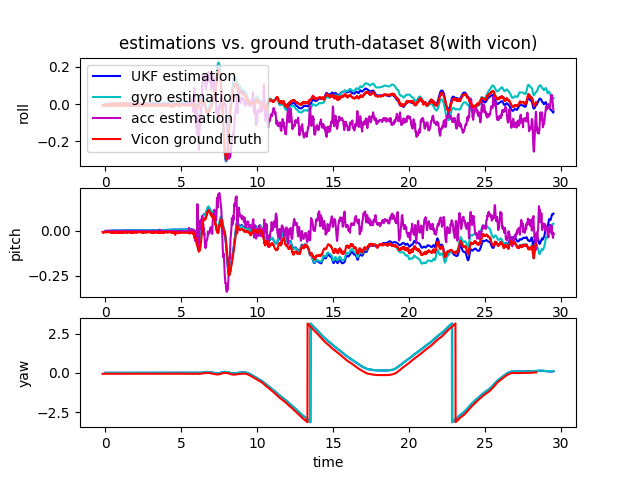 estimations vs. ground truth-dataset 8(with vicon)
0.0
−0.2
roll
UKF estimation
gyro estimation
acc estimation
Vicon ground truth
0 5 10 15 20 25 30
0.00
−0.25
pitch
0 5 10 15 20 25 30
2.5
0.0
−2.5
yaw
0 5 10 15 20 25 30
time
0.2